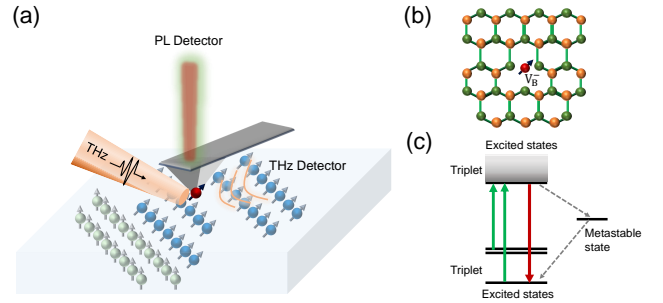 (a)
PL Detector
THz
THz Detector
(b)
V_B^-
(c)
Excited states
Triplet
Metastable
state
Triplet
Excited states